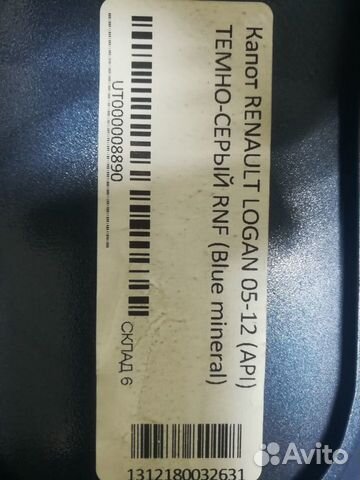 Капот RENAULT LOGAN 05-12 (API)
ТЕМНО-СЕРЫЙ RNF (Blue mineral)
UT000008890
СКЛАД 6
1312180032631
Avito